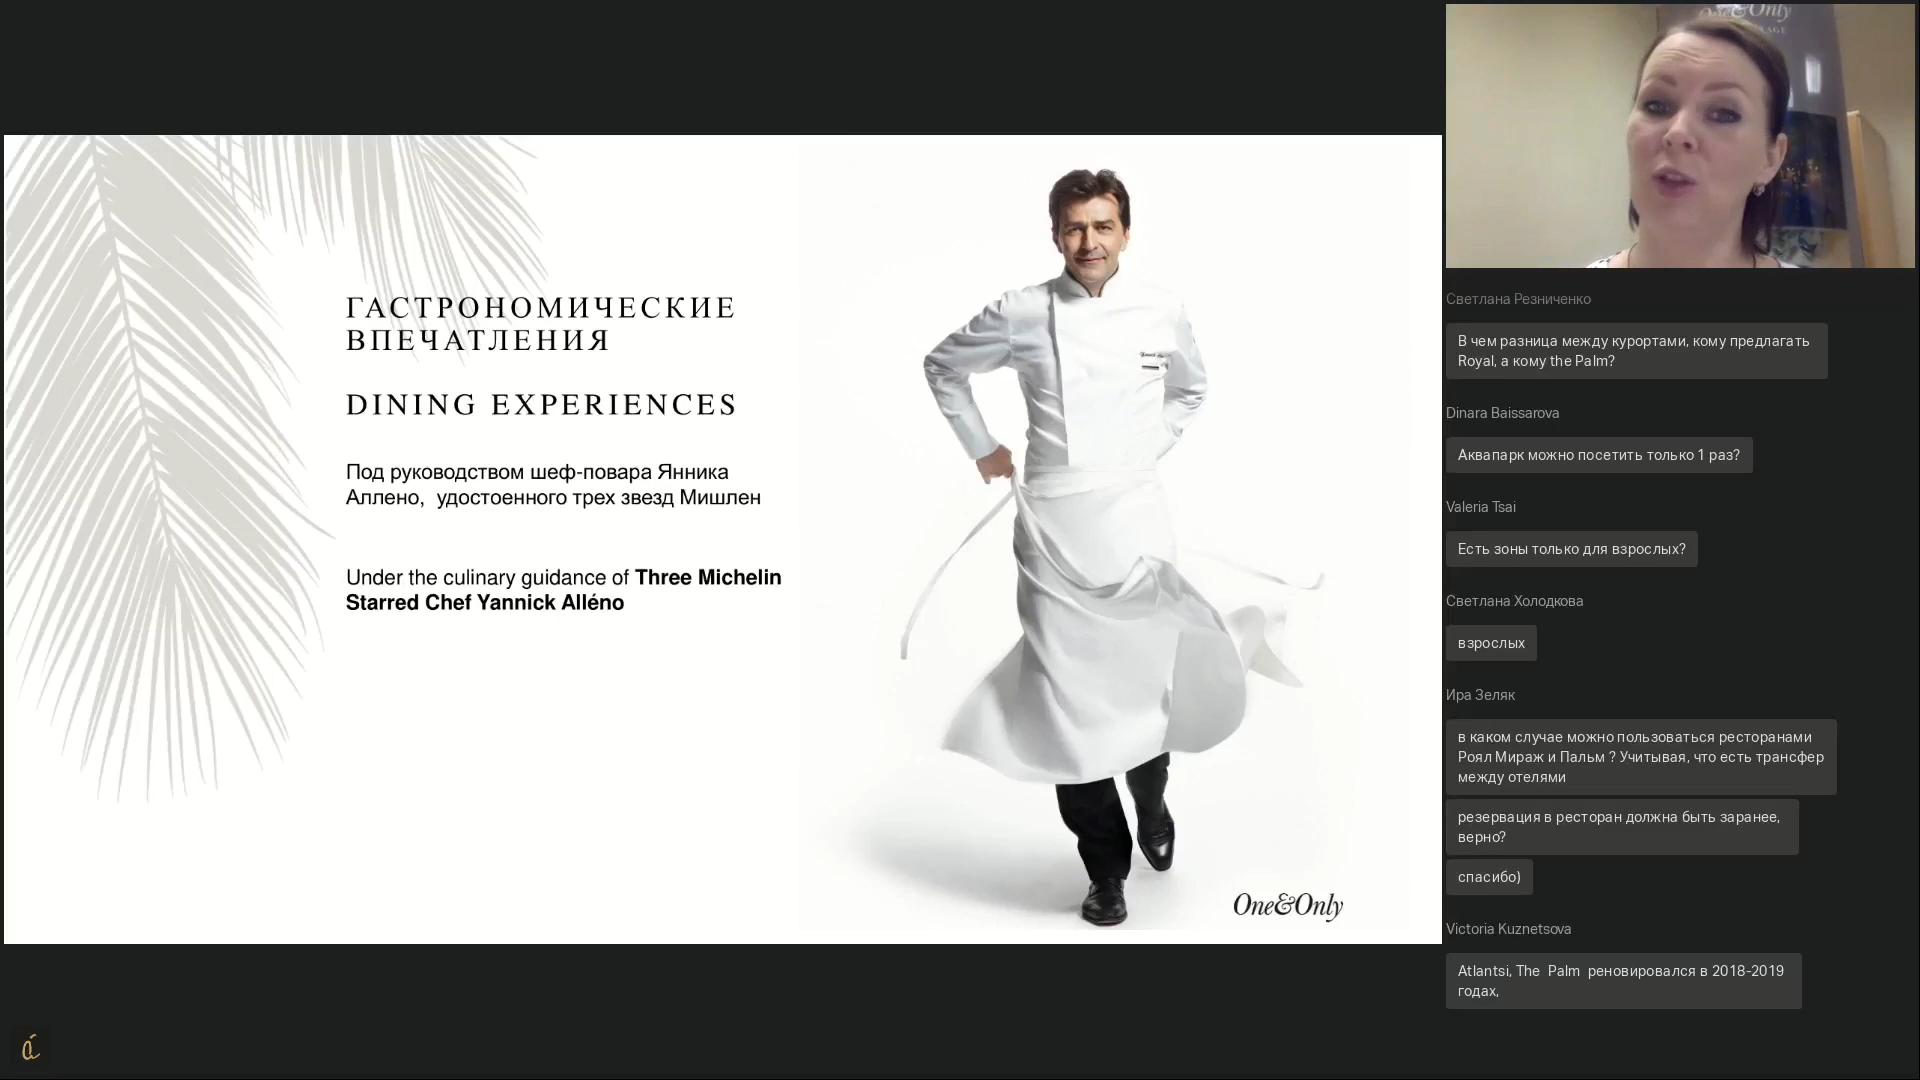 ГАСТРОНОМИЧЕСКИЕ
ВПЕЧАТЛЕНИЯ
DINING EXPERIENCES
Под руководством шеф-повара Янника
Аллено, удостоенного трех звезд Мишлен
Under the culinary guidance of Three Michelin
Starred Chef Yannick Alléno
One&Only
á
One&Only
Светлана Резниченко
В чем разница между курортами, кому предлагать
Royal, а кому the Palm?
Dinara Baissarova
Аквапарк можно посетить только 1 раз?
Valeria Tsai
Есть зоны только для взрослых?
Светлана Холодкова
взрослых
Ира Зеляк
в каком случае можно пользоваться ресторанами
Роял Мираж и Пальм ? Учитывая, что есть трансфер
между отелями
резервация в ресторан должна быть заранее,
верно?
спасибо)
Victoria Kuznetsova
Atlantsi, The Palm реновировался в 2018-2019
годах,